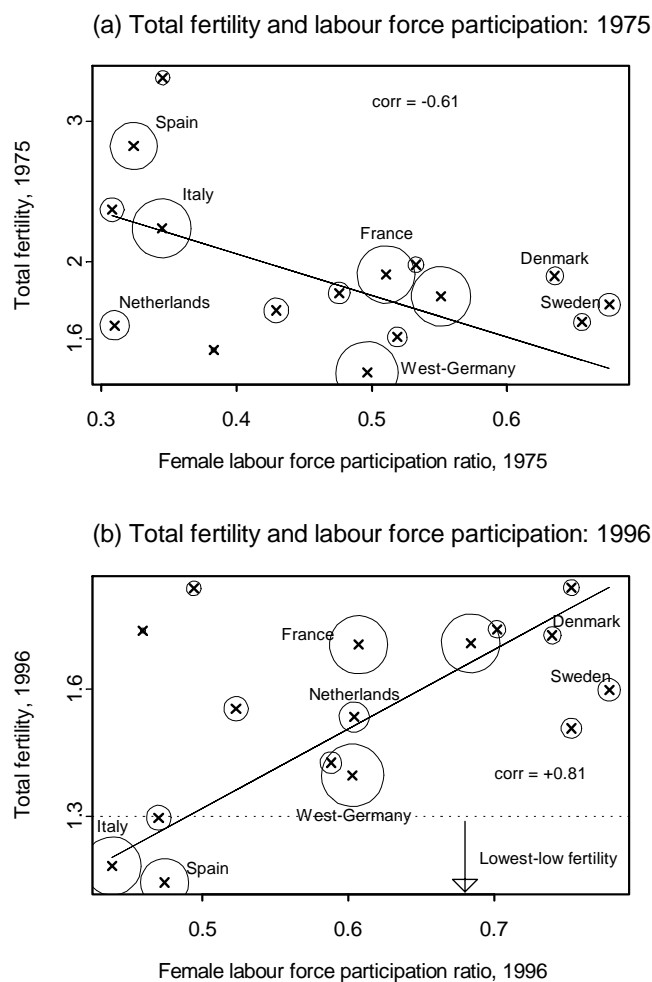 (a) Total fertility and labour force participation: 1975
corr = -0.61
Spain
Italy
France
Denmark
Netherlands
Sweden
West-Germany
Total fertility, 1975
3
2
1.6
0.3 0.4 0.5 0.6
Female labour force participation ratio, 1975
(b) Total fertility and labour force participation: 1996
France
Denmark
Sweden
Netherlands
corr = +0.81
West-Germany
Italy
Spain
Lowest-low fertility
Total fertility, 1996
1.6
1.3
0.5 0.6 0.7
Female labour force participation ratio, 1996